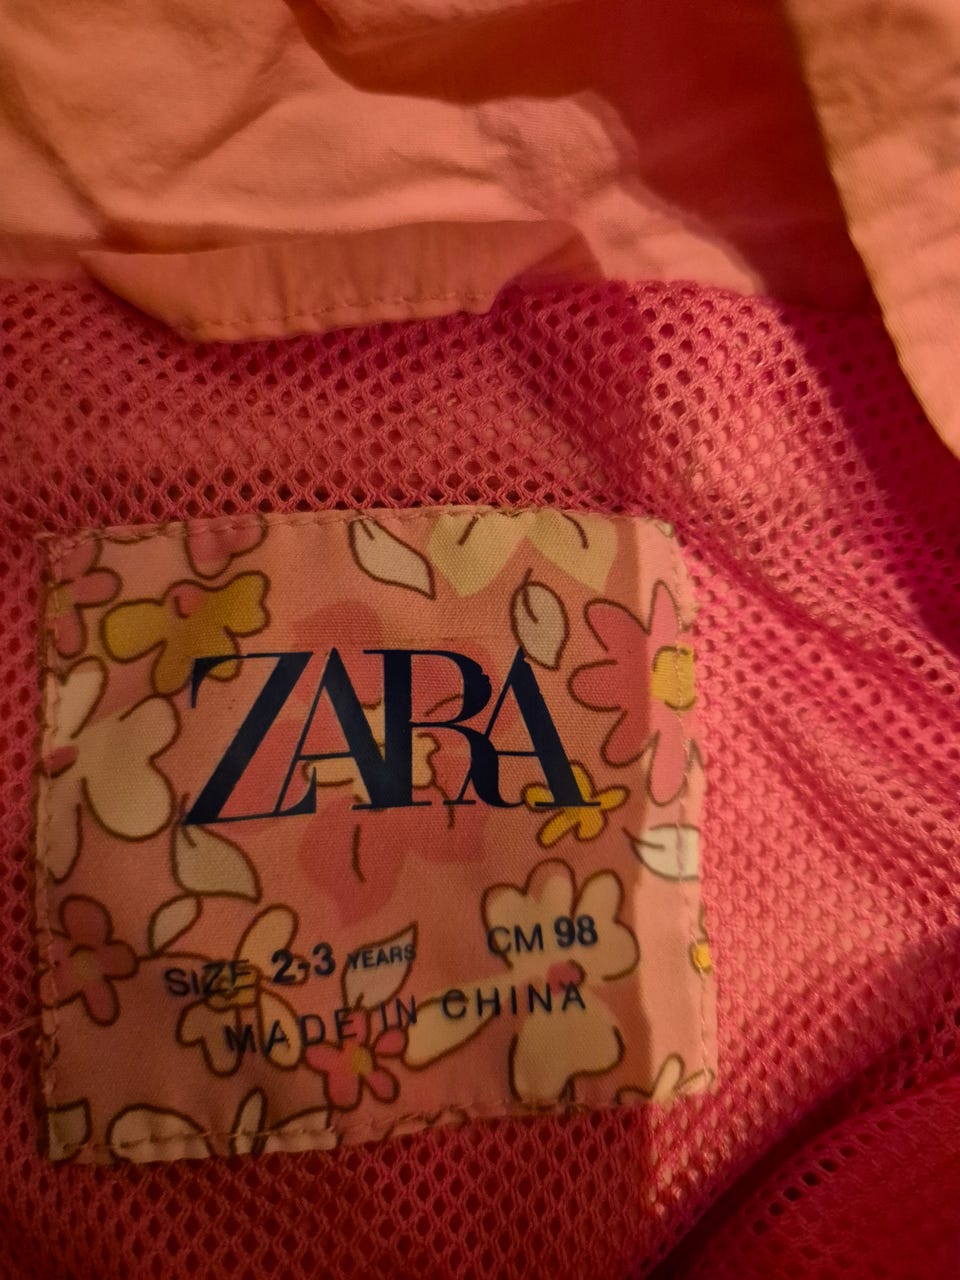 ZARA
SIZE 2-3 YEARS CM 98
MADE IN CHINA